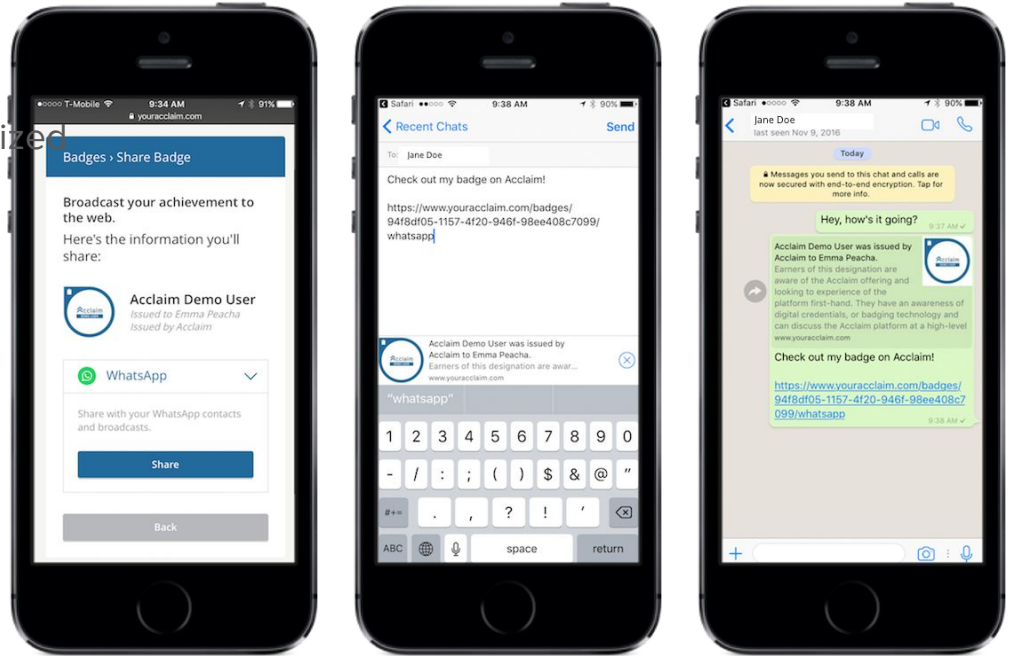 ized
T-Mobile 9:34 AM 91%
youracclaim.com
Badges › Share Badge
Broadcast your achievement to
the web.
Here's the information you'll
share:
Acclaim
Acclaim Demo User
Issued to Emma Peacha
Issued by Acclaim
WhatsApp
Share with your WhatsApp contacts
and broadcasts.
Share
Back
Safari 9:38 AM 90%
Recent Chats Send
To: Jane Doe
Check out my badge on Acclaim!
https://www.youracclaim.com/badges/
94f8df05-1157-4f20-946f-98ee408c7099/
whatsapp
Acclaim
Acclaim Demo User was issued by
Acclaim to Emma Peacha.
Earners of this designation are awar...
www.youracclaim.com
"whatsapp"
1 2 3 4 5 6 7 8 9 0
- / : ; ( ) $ & @ "
#+= . , ? ! '
ABC space return
Safari 9:38 AM 90%
Jane Doe
last seen Nov 9, 2016
Today
Messages you send to this chat and calls are
now secured with end-to-end encryption. Tap for
more info.
Hey, how's it going?
9:37 AM
Acclaim Demo User was issued by
Acclaim to Emma Peacha.
Earners of this designation are
aware of the Acclaim offering and
looking to experience of the
platform first-hand. They have an awareness of
digital credentials, or badging technology and
can discuss the Acclaim platform at a high-level
www.youracclaim.com
Acclaim
Check out my badge on Acclaim!
https://www.youracclaim.com/badges/
94f8df05-1157-4f20-946f-98ee408c7
099/whatsapp
9:38 AM